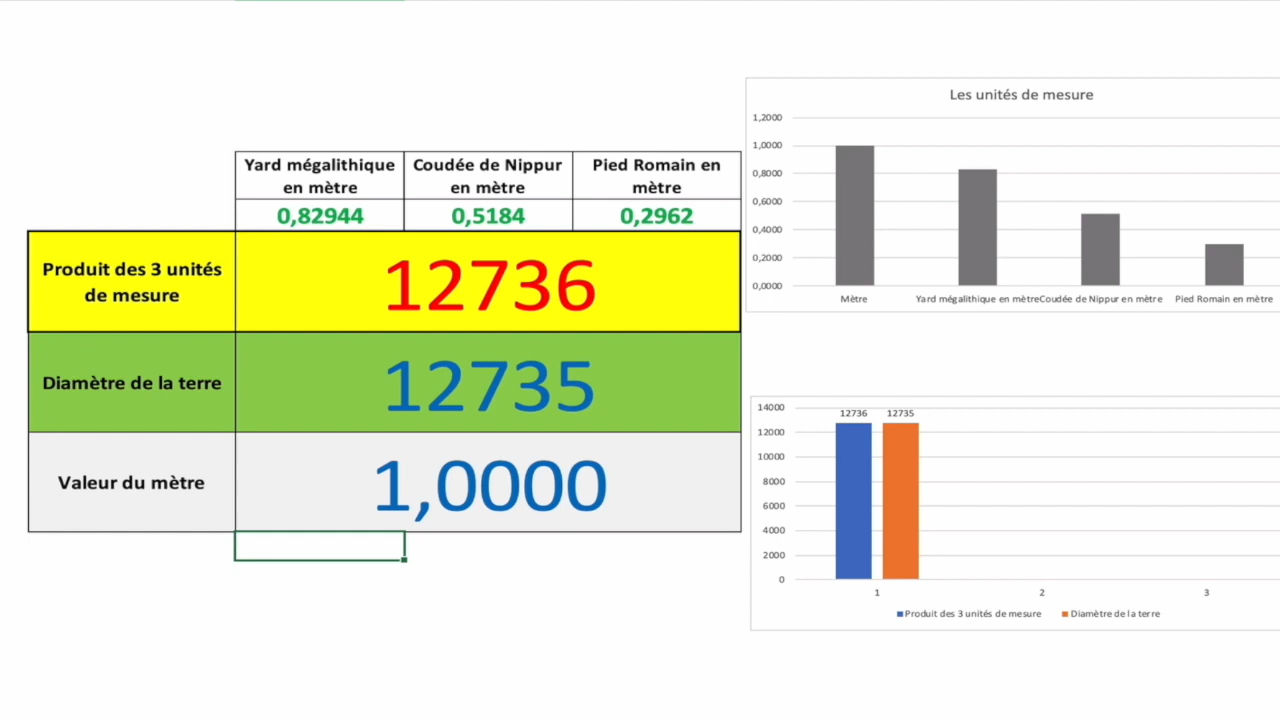 Yard mégalithique
en mètre
Coudée de Nippur
en mètre
Pied Romain en
mètre
0,82944
0,5184
0,2962
Produit des 3 unités
de mesure
12736
Diamètre de la terre
12735
Valeur du mètre
1,0000
Les unités de mesure
1,2000
1,0000
0,8000
0,6000
0,4000
0,2000
0,0000
Mètre
Yard mégalithique en mètre
Coudée de Nippur en mètre
Pied Romain en mètre
14000
12000
10000
8000
6000
4000
2000
0
12736
12735
1
2
3
Produit des 3 unités de mesure
Diamètre de la terre